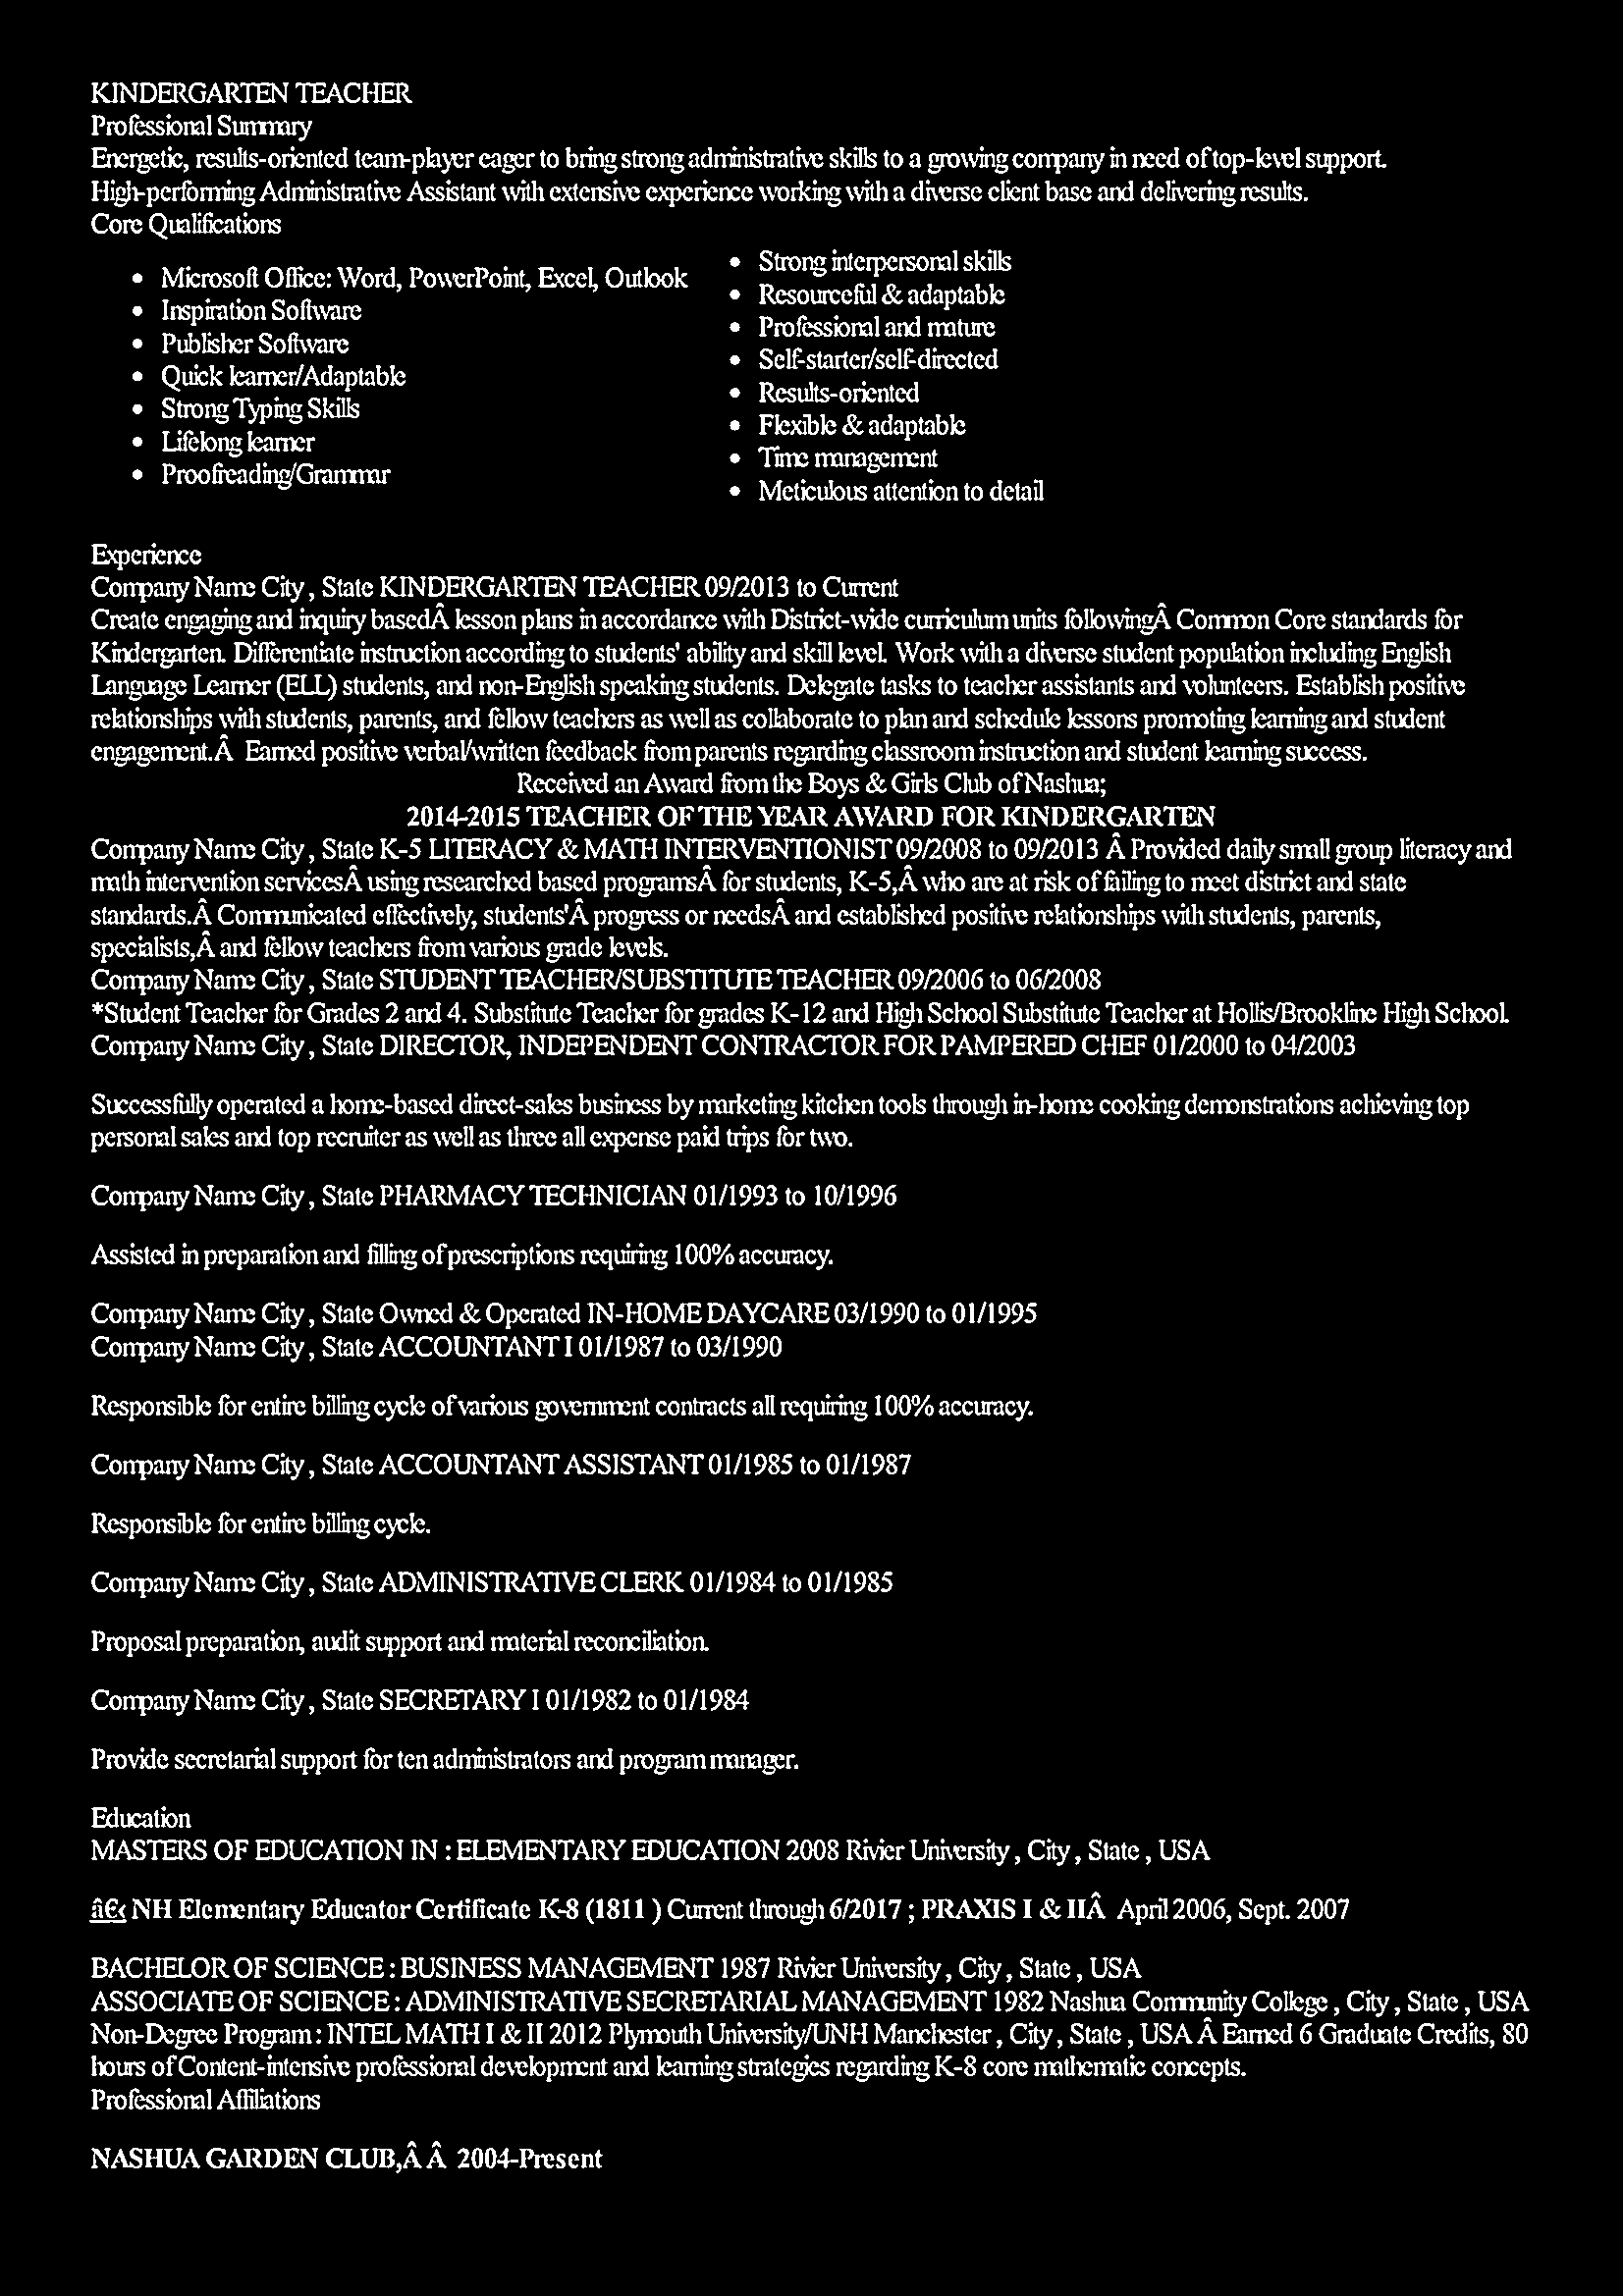 KINDERGARTEN TEACHER
Professional Summary
Energetic, results-oriented team-player eager to bring strong administrative skills to a growing company in need of top-level support.
High-performing Administrative Assistant with extensive experience working with a diverse client base and delivering results.
Core Qualifications
• Microsoft Office: Word, PowerPoint, Excel, Outlook
• Inspiration Software
• Publisher Software
• Quick learner/Adaptable
• Strong Typing Skills
• Lifelong learner
• Proofreading/Grammar
• Strong interpersonal skills
• Resourceful & adaptable
• Professional and mature
• Self-starter/self-directed
• Results-oriented
• Flexible & adaptable
• Time management
• Meticulous attention to detail
Experience
Company Name City , State KINDERGARTEN TEACHER 09/2013 to Current
Create engaging and inquiry basedÂ lesson plans in accordance with District-wide curriculum units followingÂ Common Core standards for
Kindergarten. Differentiate instruction according to students' ability and skill level. Work with a diverse student population including English
Language Learner (ELL) students, and non-English speaking students. Delegate tasks to teacher assistants and volunteers. Establish positive
relationships with students, parents, and fellow teachers as well as collaborate to plan and schedule lessons promoting learning and student
engagement.Â Earned positive verbal/written feedback from parents regarding classroom instruction and student learning success.
Received an Award from the Boys & Girls Club of Nashua;
2014-2015 TEACHER OF THE YEAR AWARD FOR KINDERGARTEN
Company Name City , State K-5 LITERACY & MATH INTERVENTIONIST 09/2008 to 09/2013 Â Provided daily small group literacy and
math intervention servicesÂ using researched based programsÂ for students, K-5,Â who are at risk of failing to meet district and state
standards.Â Communicated effectively, students'Â progress or needsÂ and established positive relationships with students, parents,
specialists,Â and fellow teachers from various grade levels.
Company Name City , State STUDENT TEACHER/SUBSTITUTE TEACHER 09/2006 to 06/2008
*Student Teacher for Grades 2 and 4. Substitute Teacher for grades K-12 and High School Substitute Teacher at Hollis/Brookline High School.
Company Name City , State DIRECTOR, INDEPENDENT CONTRACTOR FOR PAMPERED CHEF 01/2000 to 04/2003
Successfully operated a home-based direct-sales business by marketing kitchen tools through in-home cooking demonstrations achieving top
personal sales and top recruiter as well as three all expense paid trips for two.
Company Name City , State PHARMACY TECHNICIAN 01/1993 to 10/1996
Assisted in preparation and filling of prescriptions requiring 100% accuracy.
Company Name City , State Owned & Operated IN-HOME DAYCARE 03/1990 to 01/1995
Company Name City , State ACCOUNTANT I 01/1987 to 03/1990
Responsible for entire billing cycle of various government contracts all requiring 100% accuracy.
Company Name City , State ACCOUNTANT ASSISTANT 01/1985 to 01/1987
Responsible for entire billing cycle.
Company Name City , State ADMINISTRATIVE CLERK 01/1984 to 01/1985
Proposal preparation, audit support and material reconciliation.
Company Name City , State SECRETARY I 01/1982 to 01/1984
Provide secretarial support for ten administrators and program manager.
Education
MASTERS OF EDUCATION IN : ELEMENTARY EDUCATION 2008 Rivier University , City , State , USA
â€‹ NH Elementary Educator Certificate K-8 (1811 ) Current through 6/2017 ; PRAXIS I & IIÂ April 2006, Sept. 2007
BACHELOR OF SCIENCE : BUSINESS MANAGEMENT 1987 Rivier University , City , State , USA
ASSOCIATE OF SCIENCE : ADMINISTRATIVE SECRETARIAL MANAGEMENT 1982 Nashua Community College , City , State , USA
Non-Degree Program : INTEL MATH I & II 2012 Plymouth University/UNH Manchester , City , State , USA Â Earned 6 Graduate Credits, 80
hours of Content-intensive professional development and learning strategies regarding K-8 core mathematic concepts.
Professional Affiliations
NASHUA GARDEN CLUB,Â Â 2004-Present